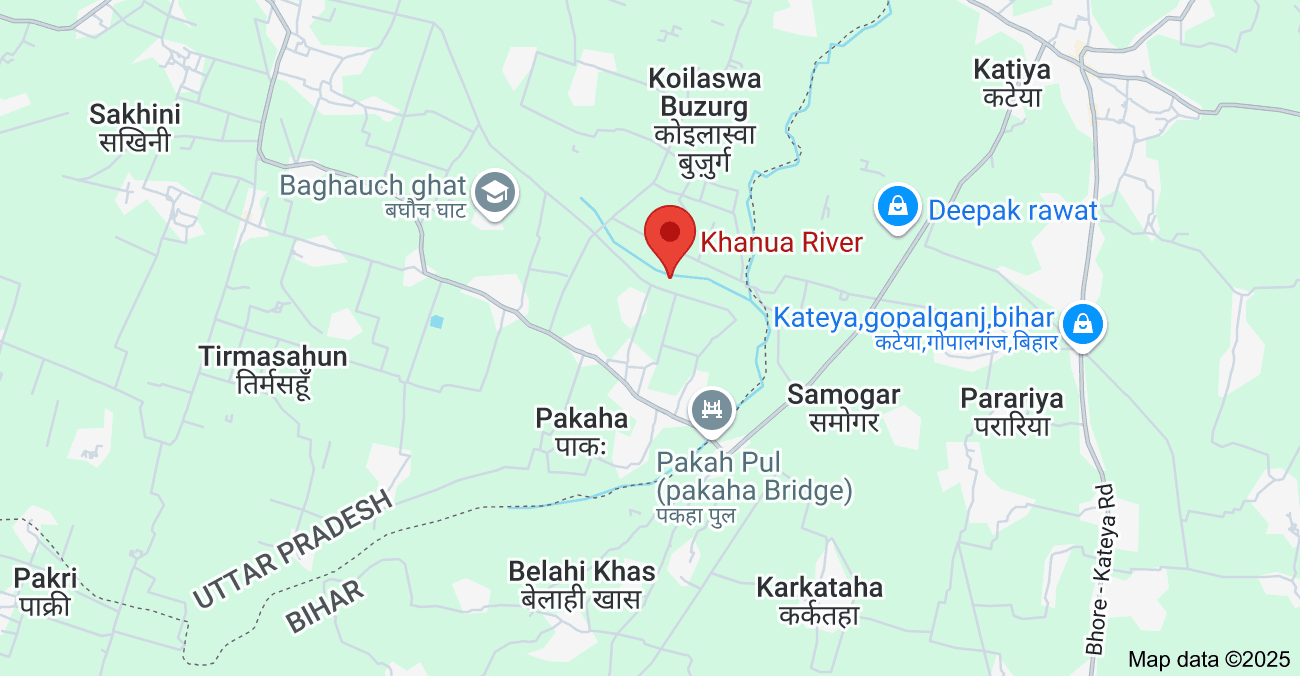 Koilaswa
Buzurg
कोइलास्वा
बुज़ुर्ग
Katiya
कटेया
Sakhini
सखिनी
Baghauch ghat
बघौच घाट
Deepak rawat
Khanua River
Kateya,gopalganj,bihar
कटेया,गोपालगंज,बिहार
Tirmasahun
तिर्मसहूँ
Samogar
समोगर
Parariya
परारिया
Pakaha
पाकः
Pakah Pul
(pakaha Bridge)
पकहा पुल
UTTAR PRADESH
BIHAR
Pakri
पाक्री
Belahi Khas
बेलाही खास
Karkataha
कर्कतहा
Bhore - Kateya Rd
Map data ©2025